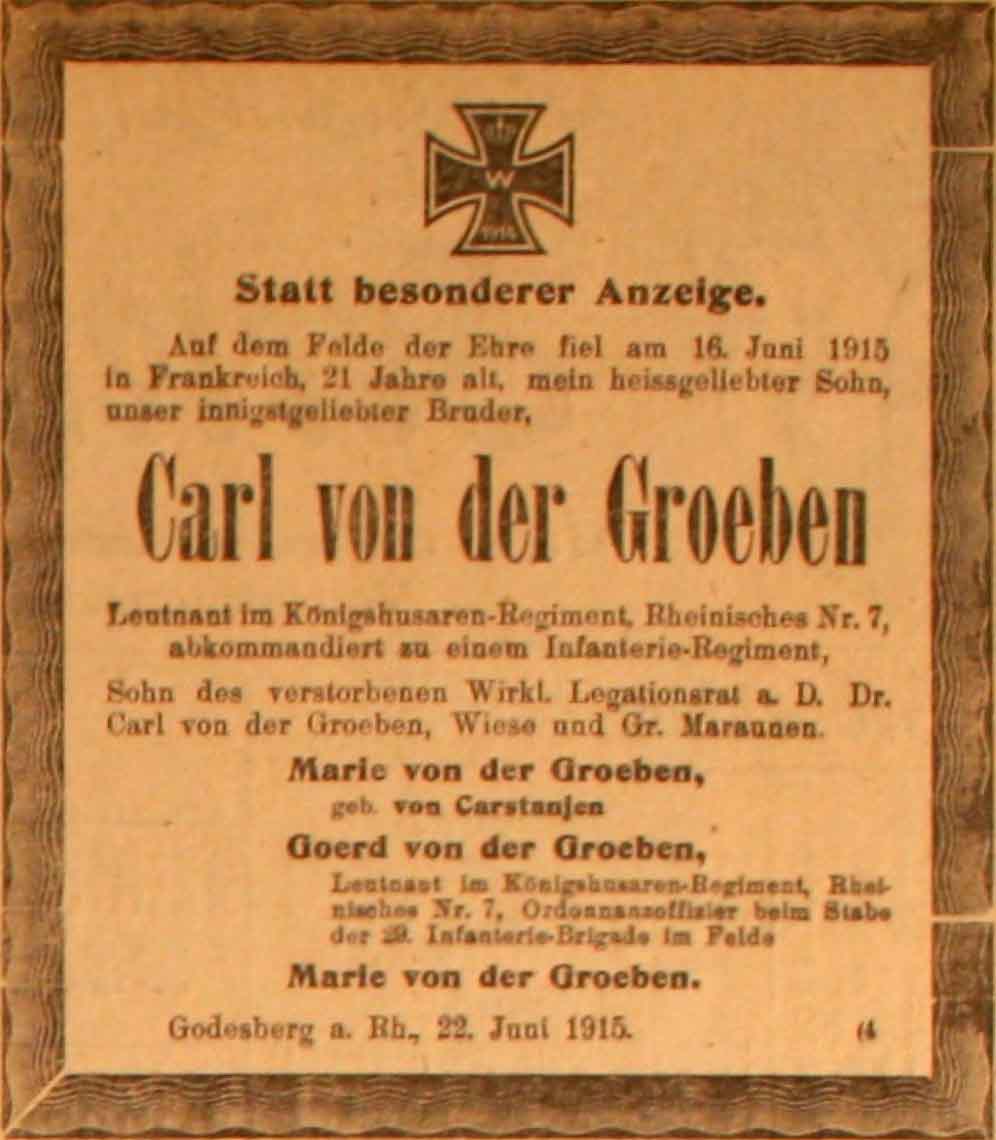 W
1914
Statt besonderer Anzeige.
Auf dem Felde der Ehre fiel am 16. Juni 1915
in Frankreich, 21 Jahre alt, mein heissgeliebter Sohn,
unser innigstgeliebter Bruder,
Carl von der Groeben
Leutnant im Königshusaren-Regiment, Rheinisches Nr. 7,
abkommandiert zu einem Infanterie-Regiment,
Sohn des verstorbenen Wirkl. Legationsrat a. D. Dr.
Carl von der Groeben, Wiese und Gr. Maraunen.
Marie von der Groeben,
geb. von Carstanjen
Goerd von der Groeben,
Leutnant im Königshusaren-Regiment, Rhei-
nisches Nr. 7, Ordonnanzoffizier beim Stabe
der 29. Infanterie-Brigade im Felde
Marie von der Groeben.
Godesberg a. Rh., 22. Juni 1915.
(4